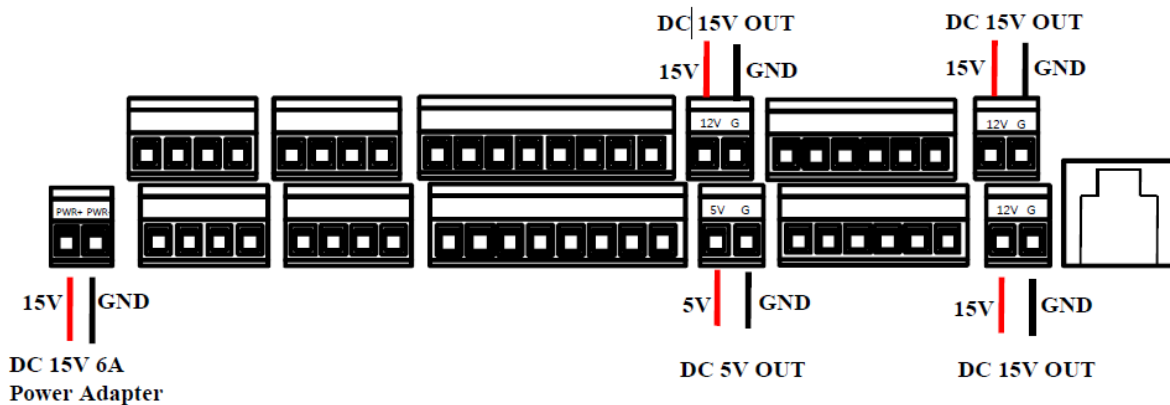 DC 15V OUT
DC 15V OUT
15V
GND
15V
GND
12V G
12V G
PWR+ PWR-
5V G
12V G
15V
GND
5V
GND
15V
GND
DC 15V 6A
Power Adapter
DC 5V OUT
DC 15V OUT